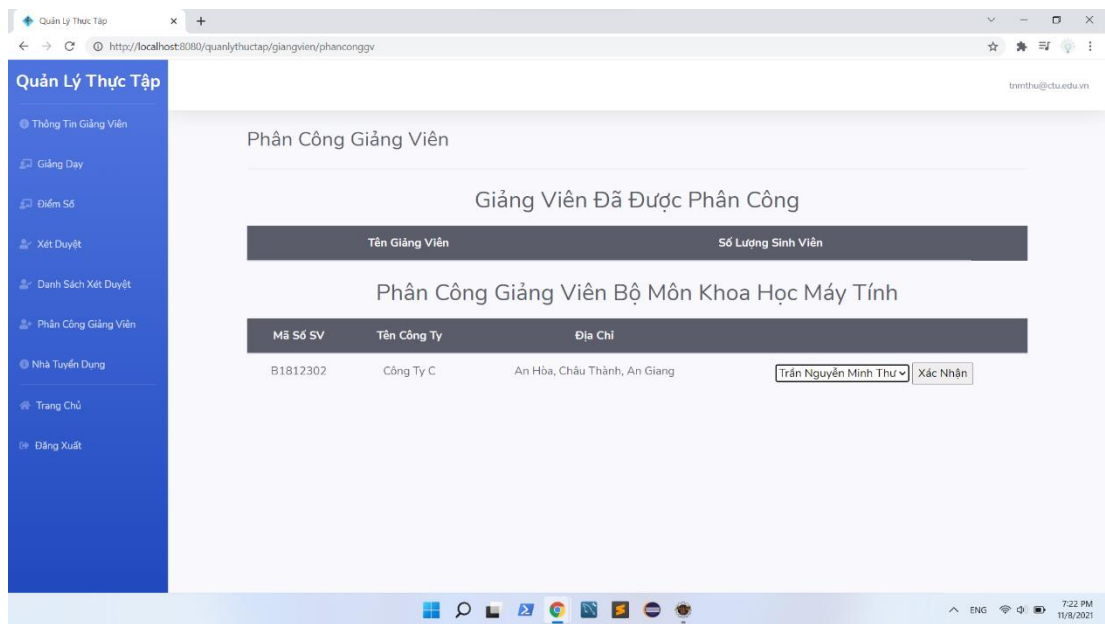 Quản Lý Thực Tập
http://localhost:8080/quanlythuctap/giangvien/phanconggv
Quản Lý Thực Tập
tnmthu@ctu.edu.vn
Thông Tin Giảng Viên
Giảng Dạy
Điểm Số
Xét Duyệt
Danh Sách Xét Duyệt
Phân Công Giảng Viên
Nhà Tuyển Dụng
Trang Chủ
Đăng Xuất
Phân Công Giảng Viên
Giảng Viên Đã Được Phân Công
Tên Giảng Viên Số Lượng Sinh Viên
Phân Công Giảng Viên Bộ Môn Khoa Học Máy Tính
Mã Số SV Tên Công Ty Địa Chỉ
B1812302 Công Ty C An Hòa, Châu Thành, An Giang Trần Nguyễn Minh Thư Xác Nhận
ENG 7:22 PM
11/8/2021